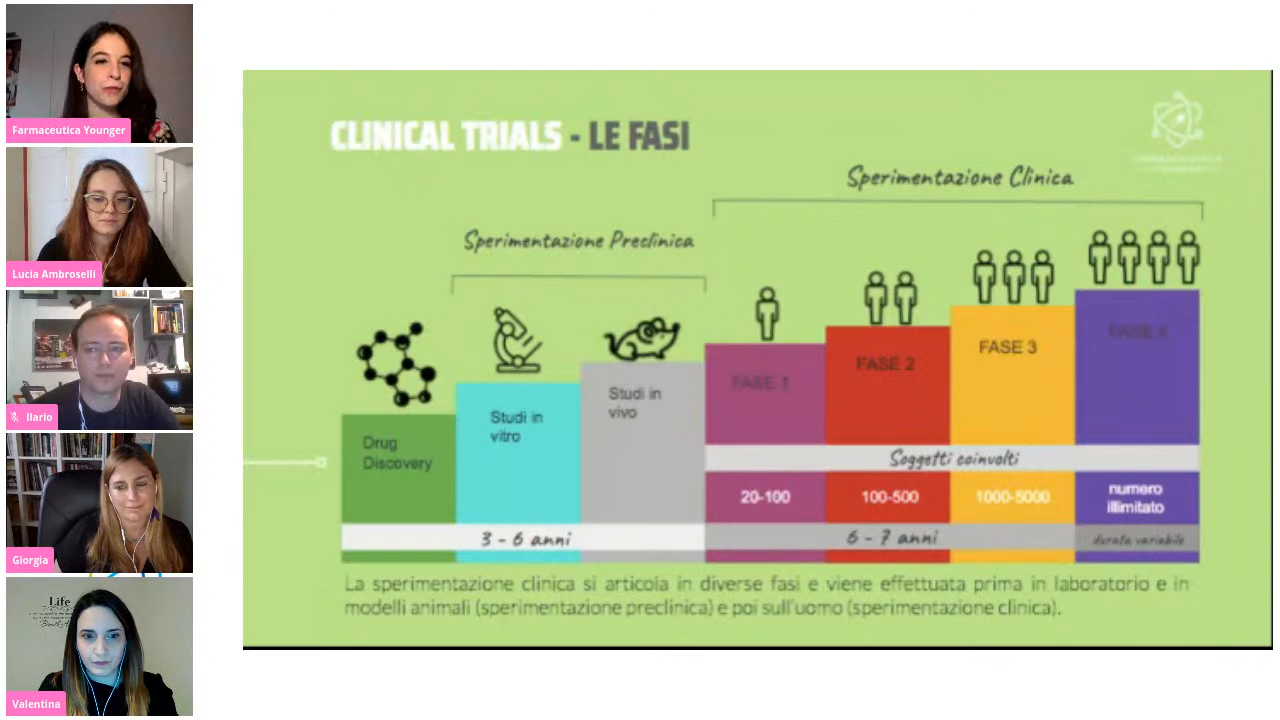 Farmaceutica Younger
Lucia Ambroselli
Ilario
Giorgia
Life
Valentina
CLINICAL TRIALS - LE FASI
Sperimentazione Clinica
Sperimentazione Preclinica
Drug
Discovery
Studi in
vitro
Studi in
vivo
FASE 1
FASE 2
FASE 3
FASE 4
Soggetti coinvolti
20-100
100-500
1000-5000
numero
illimitato
3 - 6 anni
6 - 7 anni
durata variabile
La sperimentazione clinica si articola in diverse fasi e viene effettuata prima in laboratorio e in
modelli animali (sperimentazione preclinica) e poi sull'uomo (sperimentazione clinica).